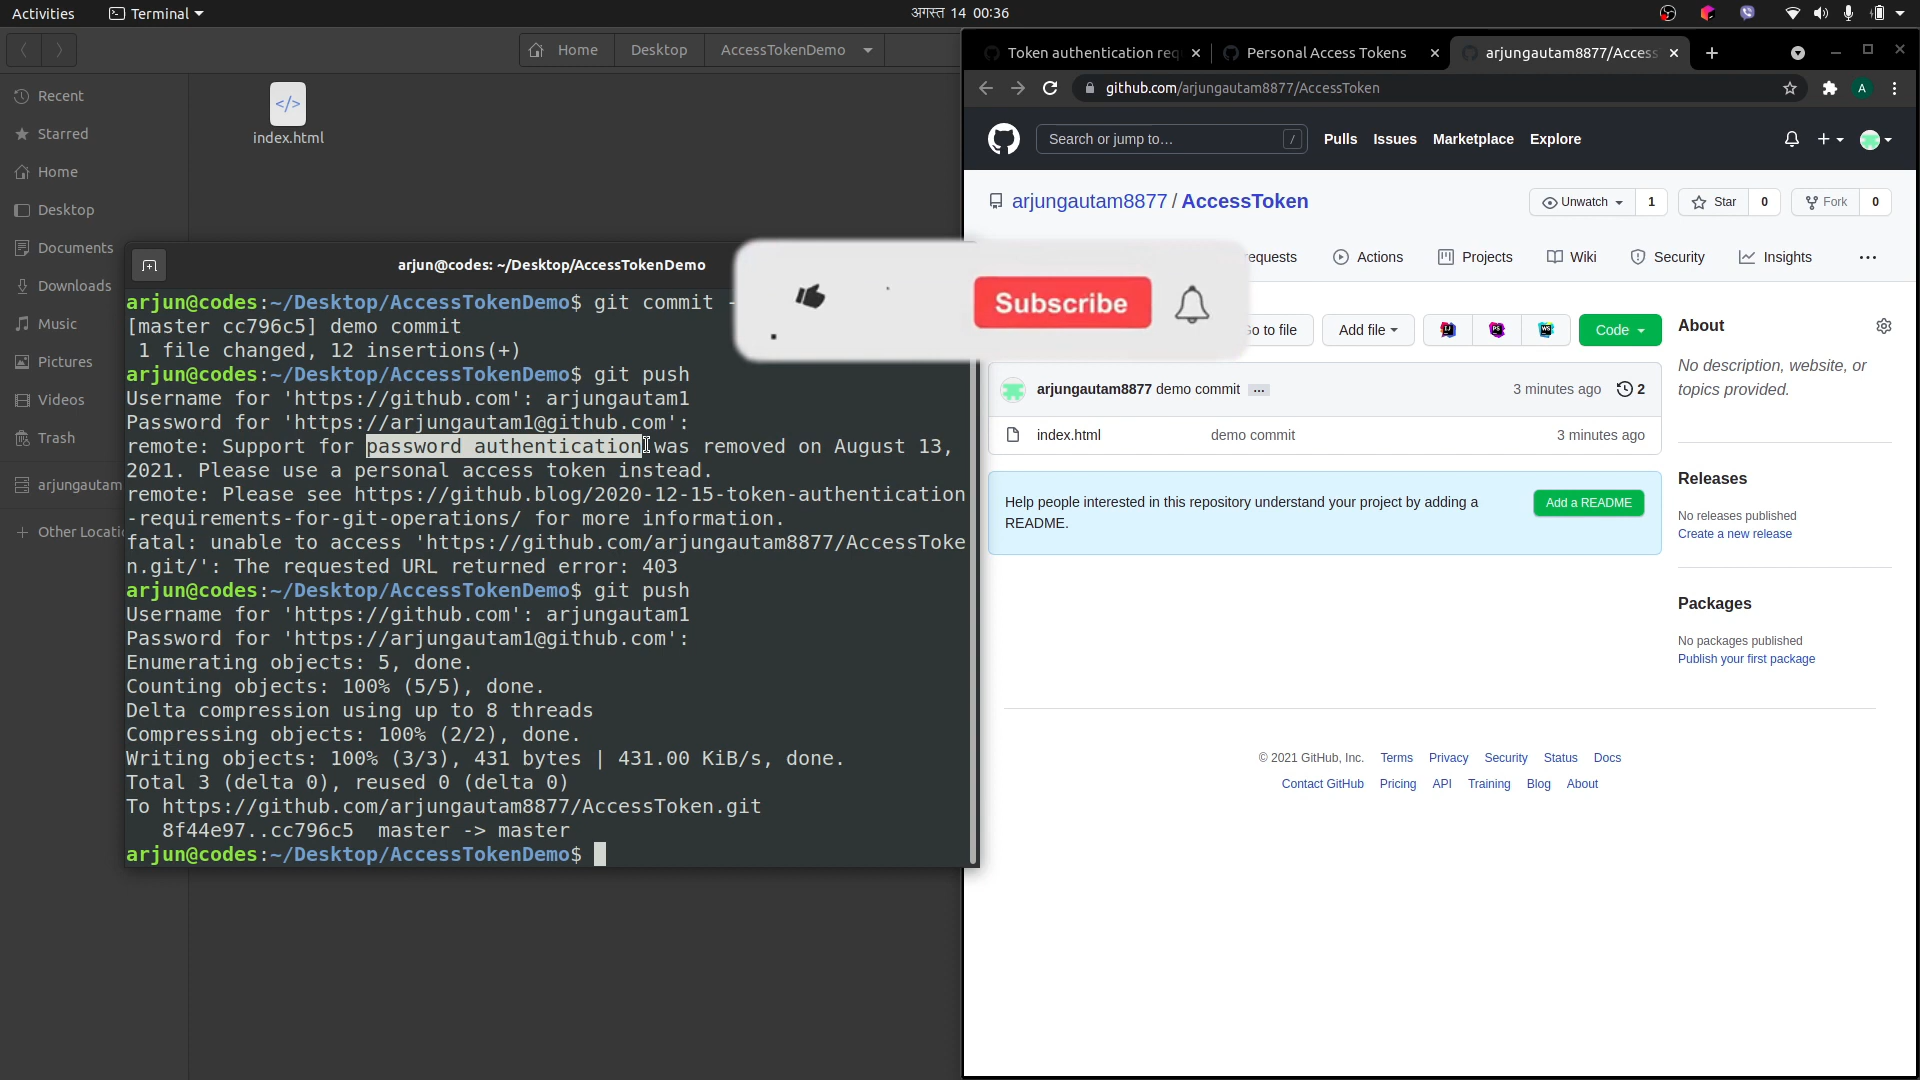 Activities
Terminal
अगस्त 14 00:36
Home
Desktop
AccessTokenDemo
Recent
Starred
Home
Desktop
Documents
Downloads
Music
Pictures
Videos
Trash
arjungautam
Other Locatio
</>
index.html
arjun@codes: ~/Desktop/AccessTokenDemo
arjun@codes:~/Desktop/AccessTokenDemo$ git commit -
[master cc796c5] demo commit
1 file changed, 12 insertions(+)
arjun@codes:~/Desktop/AccessTokenDemo$ git push
Username for 'https://github.com': arjungautam1
Password for 'https://arjungautam1@github.com':
remote: Support for password authentication was removed on August 13,
2021. Please use a personal access token instead.
remote: Please see https://github.blog/2020-12-15-token-authentication
-requirements-for-git-operations/ for more information.
fatal: unable to access 'https://github.com/arjungautam8877/AccessToke
n.git/': The requested URL returned error: 403
arjun@codes:~/Desktop/AccessTokenDemo$ git push
Username for 'https://github.com': arjungautam1
Password for 'https://arjungautam1@github.com':
Enumerating objects: 5, done.
Counting objects: 100% (5/5), done.
Delta compression using up to 8 threads
Compressing objects: 100% (2/2), done.
Writing objects: 100% (3/3), 431 bytes | 431.00 KiB/s, done.
Total 3 (delta 0), reused 0 (delta 0)
To https://github.com/arjungautam8877/AccessToken.git
8f44e97..cc796c5 master -> master
arjun@codes:~/Desktop/AccessTokenDemo$
Subscribe
Token authentication req
Personal Access Tokens
arjungautam8877/Access
github.com/arjungautam8877/AccessToken
A
Search or jump to…
/
Pulls Issues Marketplace Explore
arjungautam8877 / AccessToken
Unwatch 1
Star 0
Fork 0
equests
Actions
Projects
Wiki
Security
Insights
o to file
Add file
Code
arjungautam8877 demo commit … 3 minutes ago 2
index.html demo commit 3 minutes ago
Help people interested in this repository understand your project by adding a
README.
Add a README
About
No description, website, or
topics provided.
Releases
No releases published
Create a new release
Packages
No packages published
Publish your first package
© 2021 GitHub, Inc. Terms Privacy Security Status Docs
Contact GitHub Pricing API Training Blog About